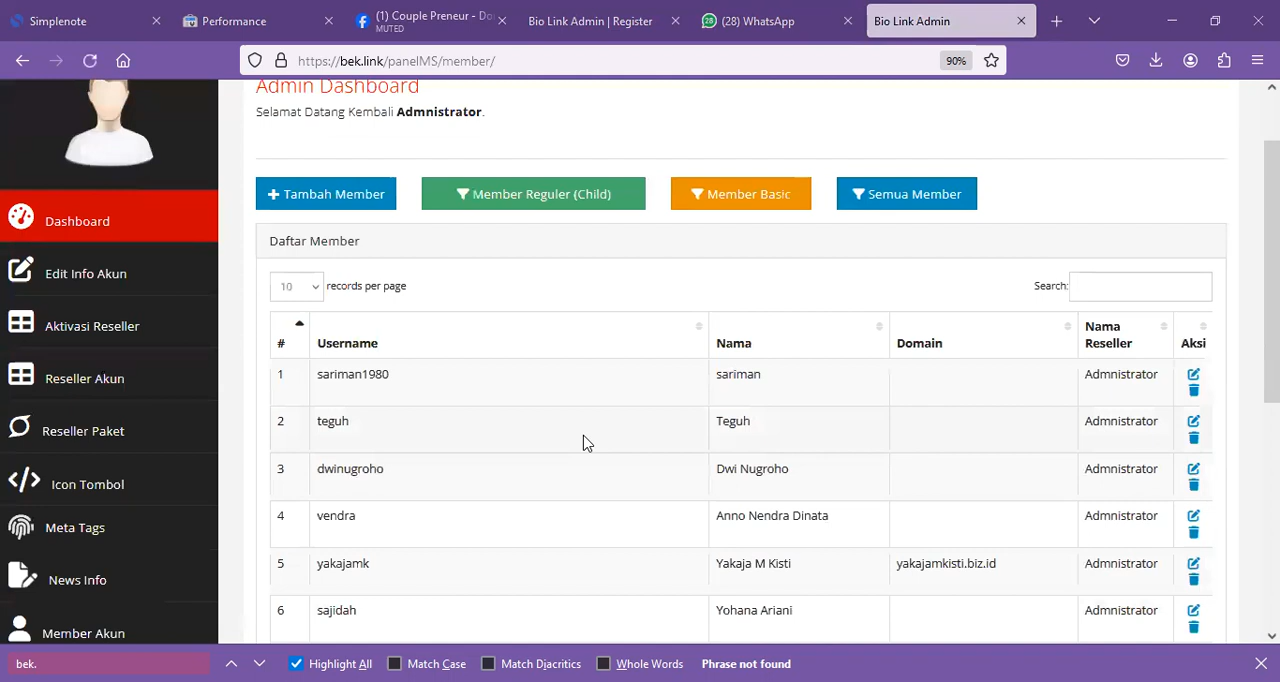 Simplenote
Performance
(1) Couple Preneur - Do
MUTED
Bio Link Admin | Register
(28) WhatsApp
Bio Link Admin
https://bek.link/panelMS/member/
90%
Admin Dashboard
Selamat Datang Kembali Admnistrator.
Dashboard
Edit Info Akun
Aktivasi Reseller
Reseller Akun
Reseller Paket
Icon Tombol
Meta Tags
News Info
Member Akun
+ Tambah Member
Member Reguler (Child)
Member Basic
Semua Member
Daftar Member
10 records per page
Search:
# Username Nama Domain Nama Reseller Aksi
1 sariman1980 sariman Admnistrator
2 teguh Teguh Admnistrator
3 dwinugroho Dwi Nugroho Admnistrator
4 vendra Anno Nendra Dinata Admnistrator
5 yakajamk Yakaja M Kisti yakajamkisti.biz.id Admnistrator
6 sajidah Yohana Ariani Admnistrator
bek.
Highlight All
Match Case
Match Diacritics
Whole Words
Phrase not found